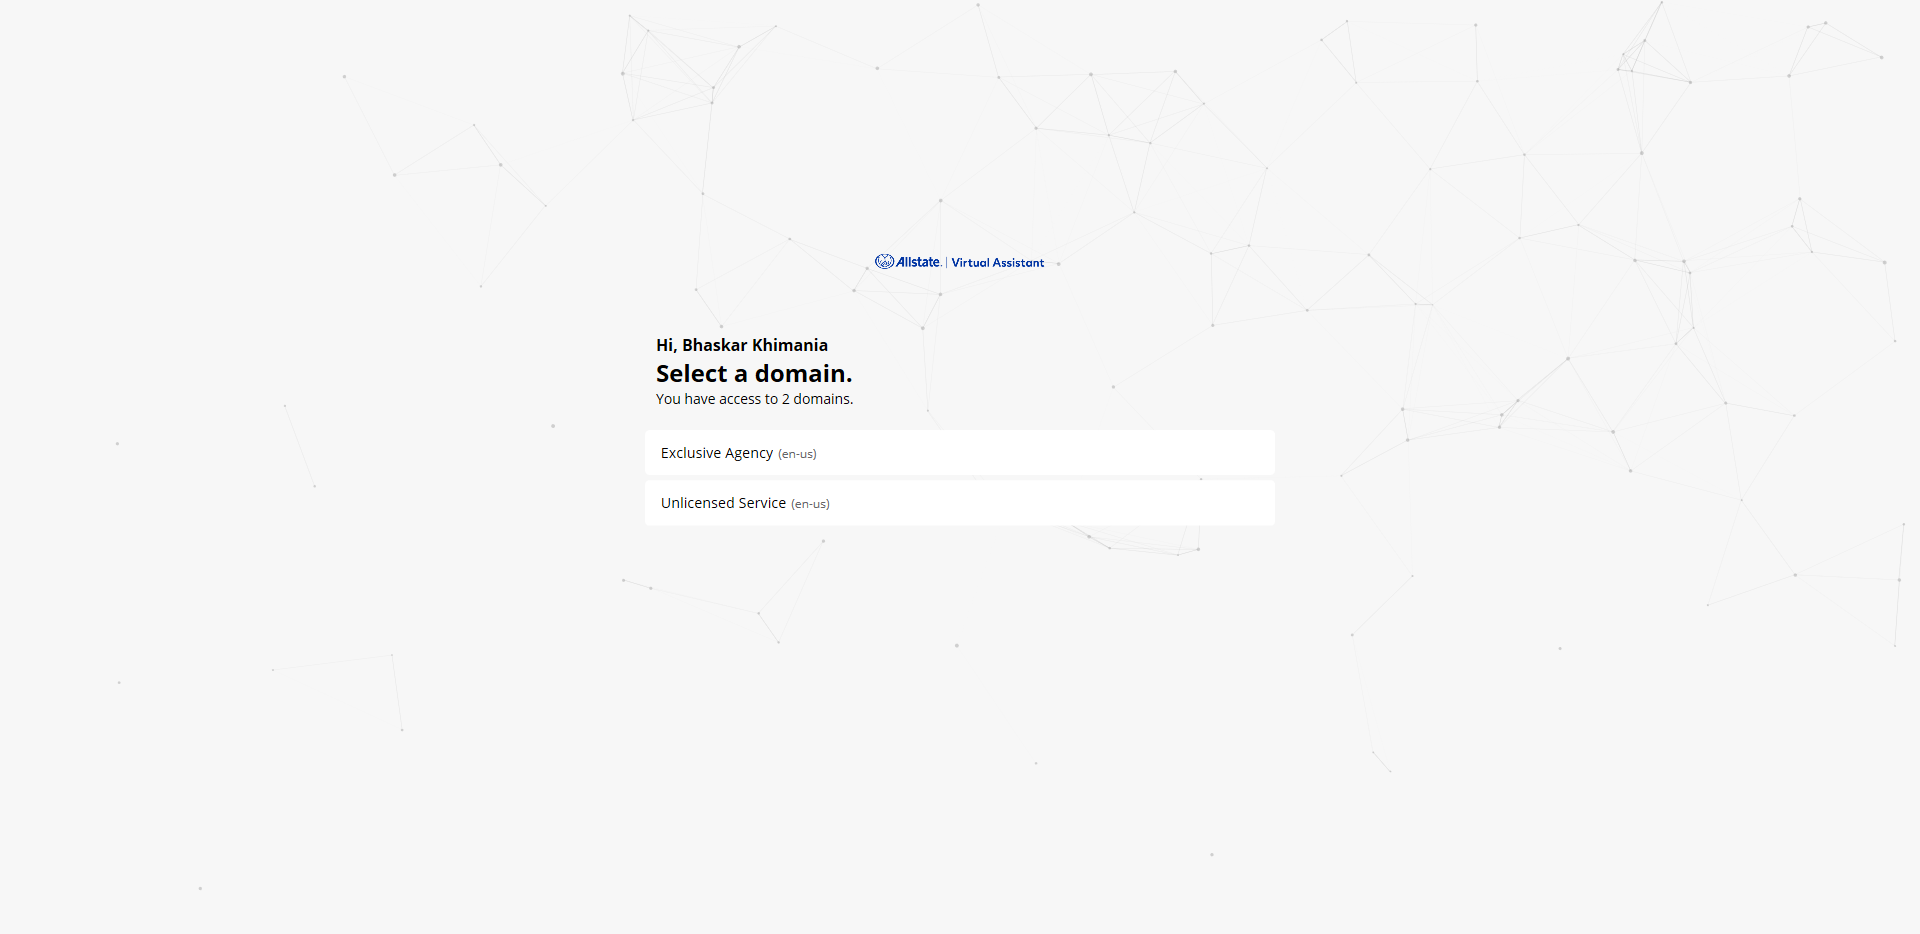 Allstate. | Virtual Assistant
Hi, Bhaskar Khimania
Select a domain.
You have access to 2 domains.
Exclusive Agency (en-us)
Unlicensed Service (en-us)